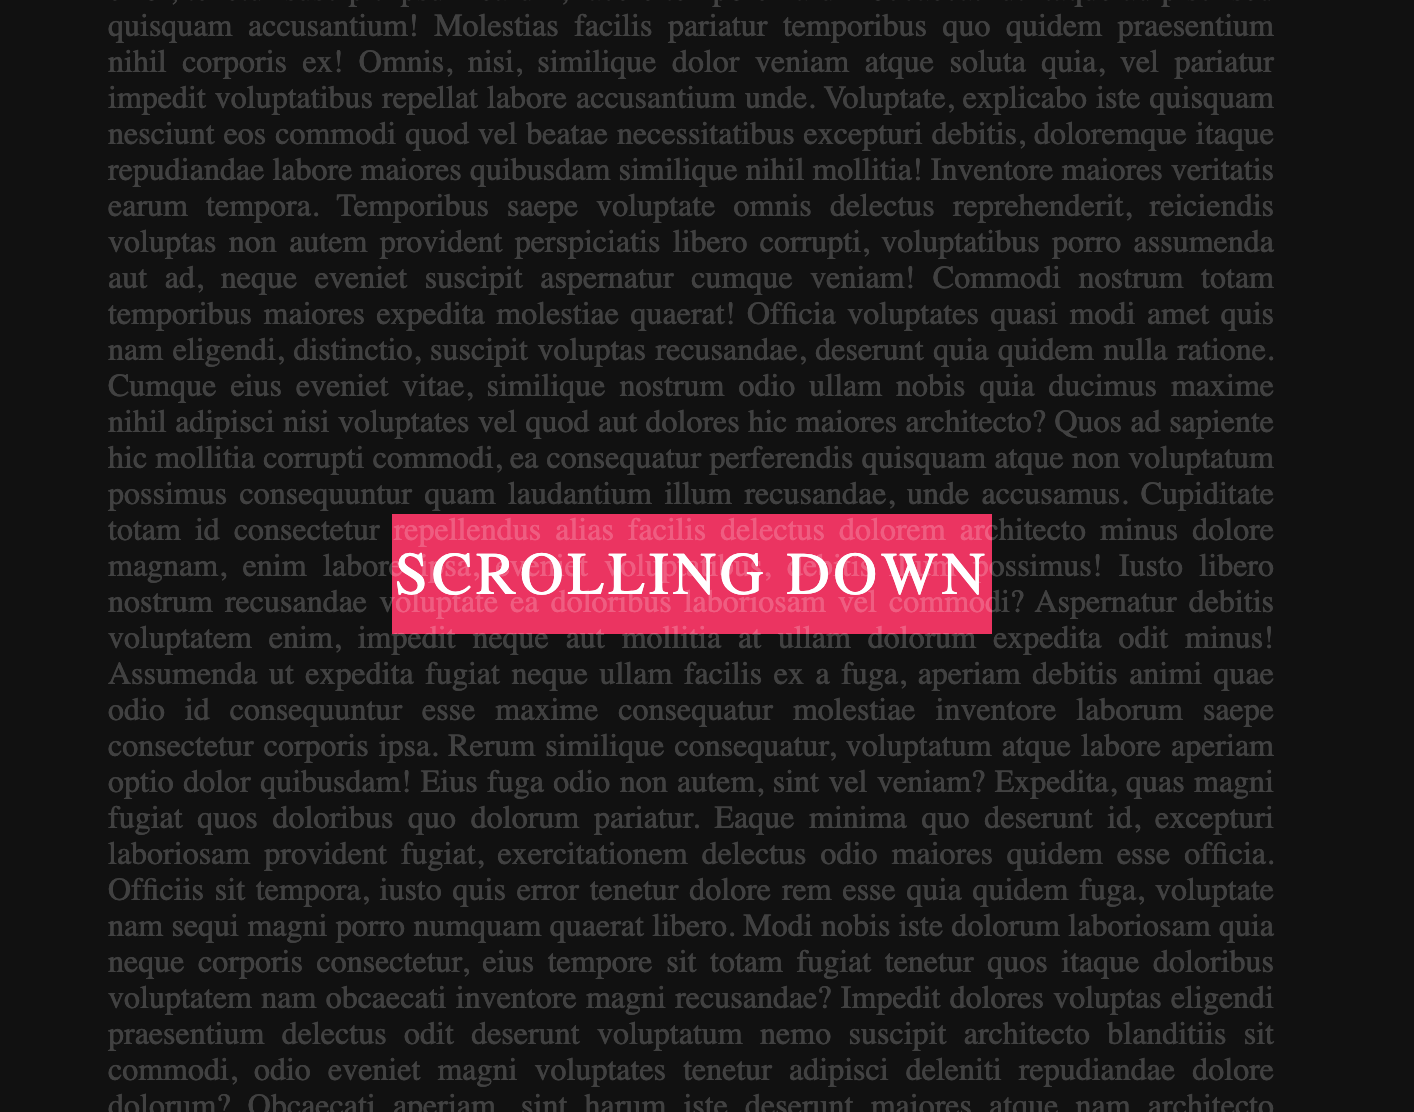 quisquam accusantium! Molestias facilis pariatur temporibus quo quidem praesentium
nihil corporis ex! Omnis, nisi, similique dolor veniam atque soluta quia, vel pariatur
impedit voluptatibus repellat labore accusantium unde. Voluptate, explicabo iste quisquam
nesciunt eos commodi quod vel beatae necessitatibus excepturi debitis, doloremque itaque
repudiandae labore maiores quibusdam similique nihil mollitia! Inventore maiores veritatis
earum tempora. Temporibus saepe voluptate omnis delectus reprehenderit, reiciendis
voluptas non autem provident perspiciatis libero corrupti, voluptatibus porro assumenda
aut ad, neque eveniet suscipit aspernatur cumque veniam! Commodi nostrum totam
temporibus maiores expedita molestiae quaerat! Officia voluptates quasi modi amet quis
nam eligendi, distinctio, suscipit voluptas recusandae, deserunt quia quidem nulla ratione.
Cumque eius eveniet vitae, similique nostrum odio ullam nobis quia ducimus maxime
nihil adipisci nisi voluptates vel quod aut dolores hic maiores architecto? Quos ad sapiente
hic mollitia corrupti commodi, ea consequatur perferendis quisquam atque non voluptatum
possimus consequuntur quam laudantium illum recusandae, unde accusamus. Cupiditate
totam id consectetur repellendus alias facilis delectus dolorem architecto minus dolore
SCROLLING DOWN
magnam, enim labore possimus! Iusto libero
nostrum recusandae voluptate ea doloribus laboriosam vel commodi? Aspernatur debitis
voluptatem enim, impedit neque aut mollitia at ullam dolorum expedita odit minus!
Assumenda ut expedita fugiat neque ullam facilis ex a fuga, aperiam debitis animi quae
odio id consequuntur esse maxime consequatur molestiae inventore laborum saepe
consectetur corporis ipsa. Rerum similique consequatur, voluptatum atque labore aperiam
optio dolor quibusdam! Eius fuga odio non autem, sint vel veniam? Expedita, quas magni
fugiat quos doloribus quo dolorum pariatur. Eaque minima quo deserunt id, excepturi
laboriosam provident fugiat, exercitationem delectus odio maiores quidem esse officia.
Officiis sit tempora, iusto quis error tenetur dolore rem esse quia quidem fuga, voluptate
nam sequi magni porro numquam quaerat libero. Modi nobis iste dolorum laboriosam quia
neque corporis consectetur, eius tempore sit totam fugiat tenetur quos itaque doloribus
voluptatem nam obcaecati inventore magni recusandae? Impedit dolores voluptas eligendi
praesentium delectus odit deserunt voluptatum nemo suscipit architecto blanditiis sit
commodi, odio eveniet magni voluptates tenetur adipisci deleniti repudiandae dolore
dolorum? Obcaecati aperiam, sint harum iste deserunt maiores atque nam architecto